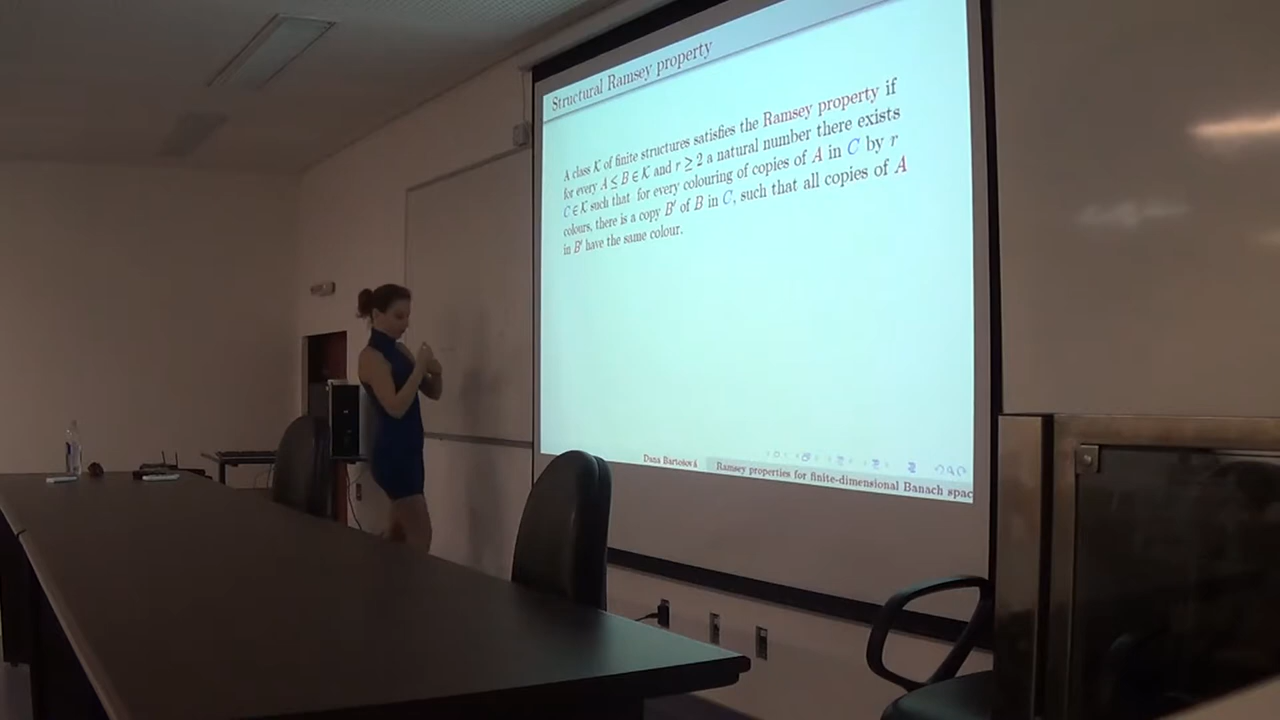 Structural Ramsey property
A class K of finite structures satisfies the Ramsey property if
for every A ≤ B ∈ K and r ≥ 2 a natural number there exists
C ∈ K such that for every colouring of copies of A in C by r
colours, there is a copy B′ of B in C, such that all copies of A
in B′ have the same colour.
Dana Bartošová Ramsey properties for finite-dimensional Banach spac